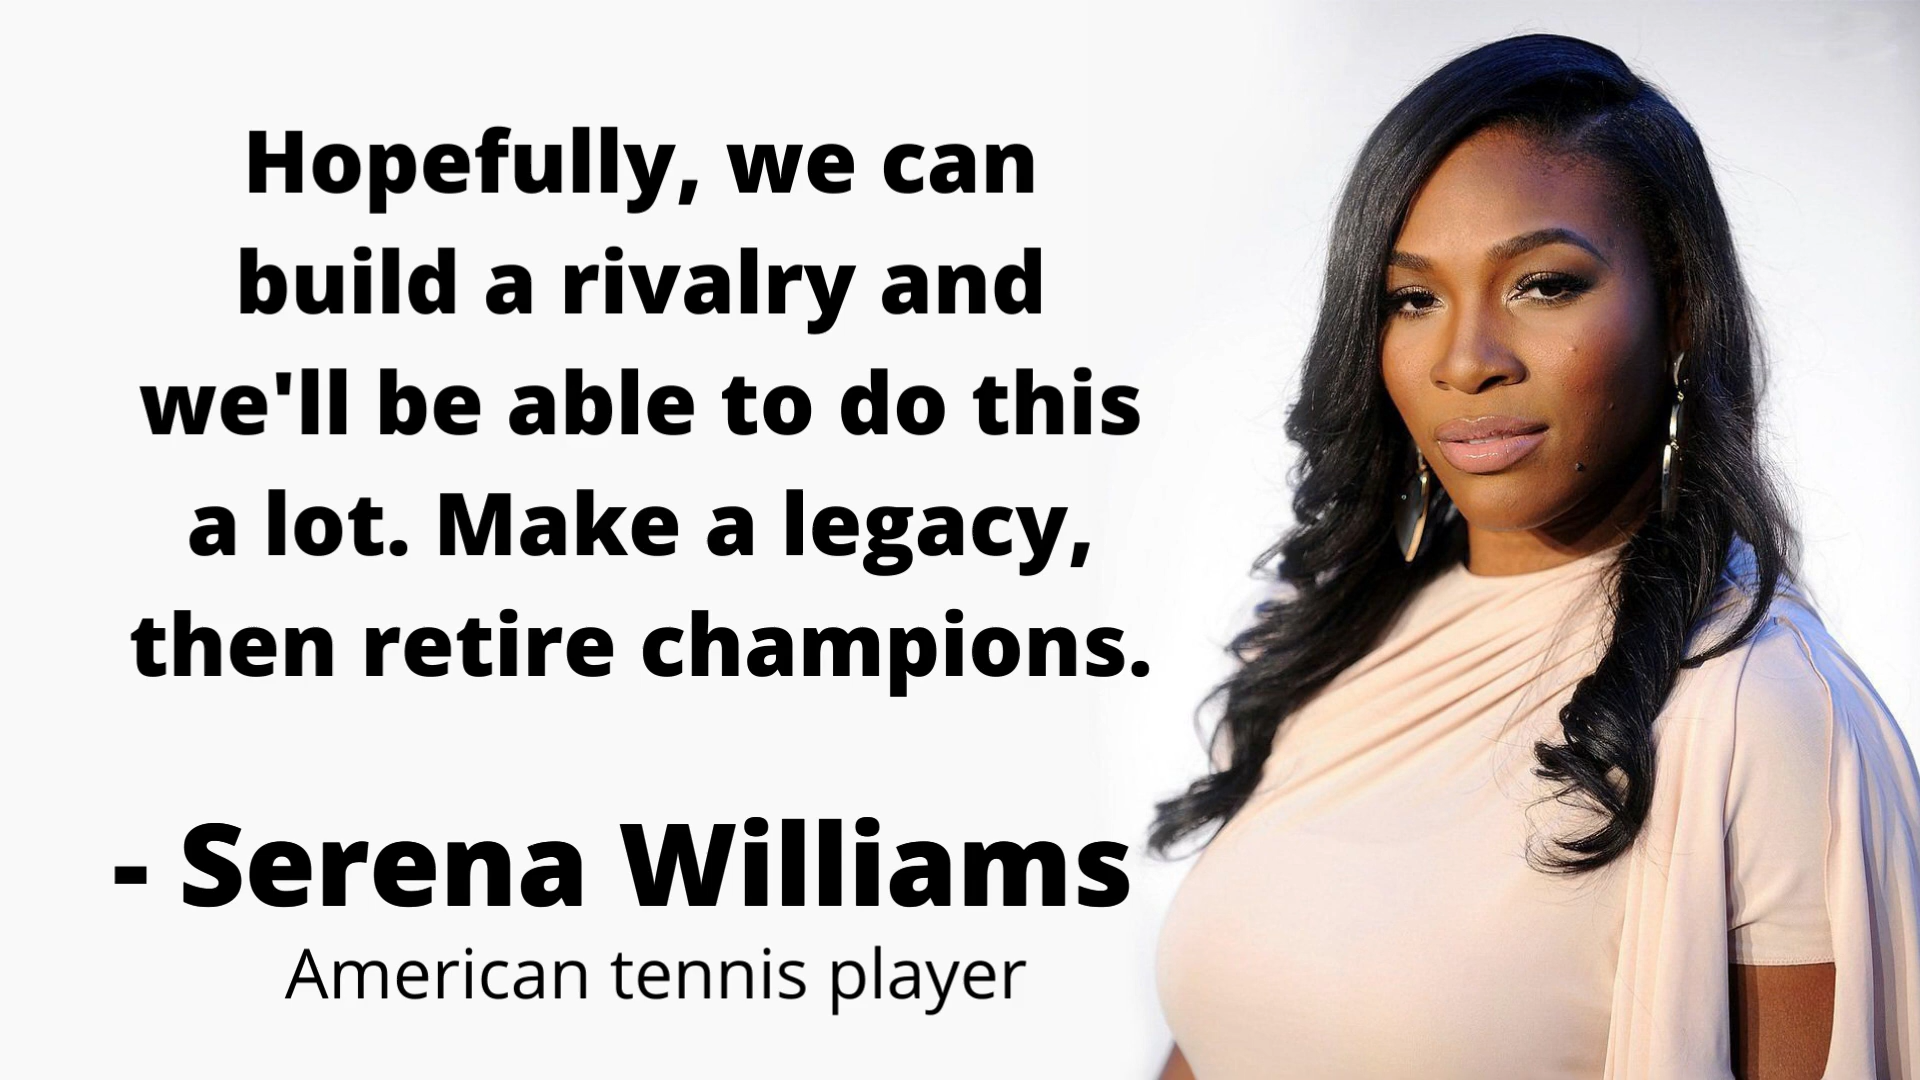 Hopefully, we can
build a rivalry and
we'll be able to do this
a lot. Make a legacy,
then retire champions.
- Serena Williams
American tennis player